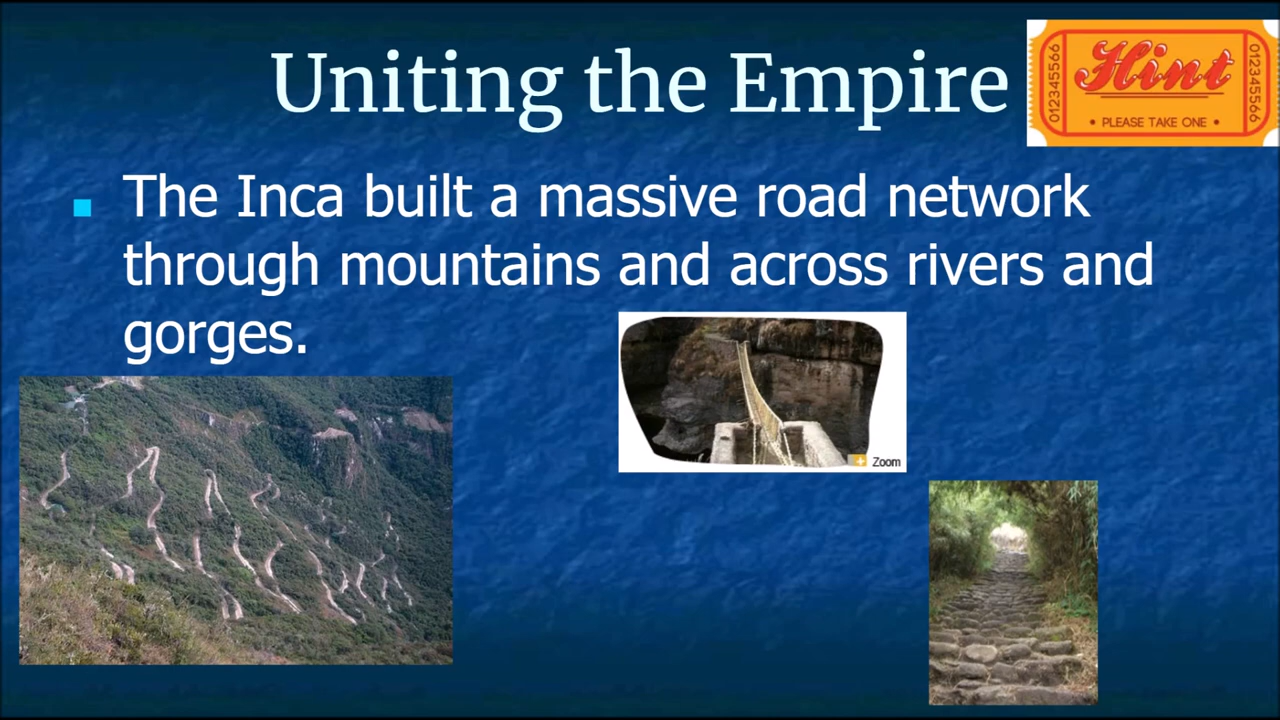 Uniting the Empire
Hint
012345566
012345566
• PLEASE TAKE ONE •
The Inca built a massive road network
through mountains and across rivers and
gorges.
Zoom